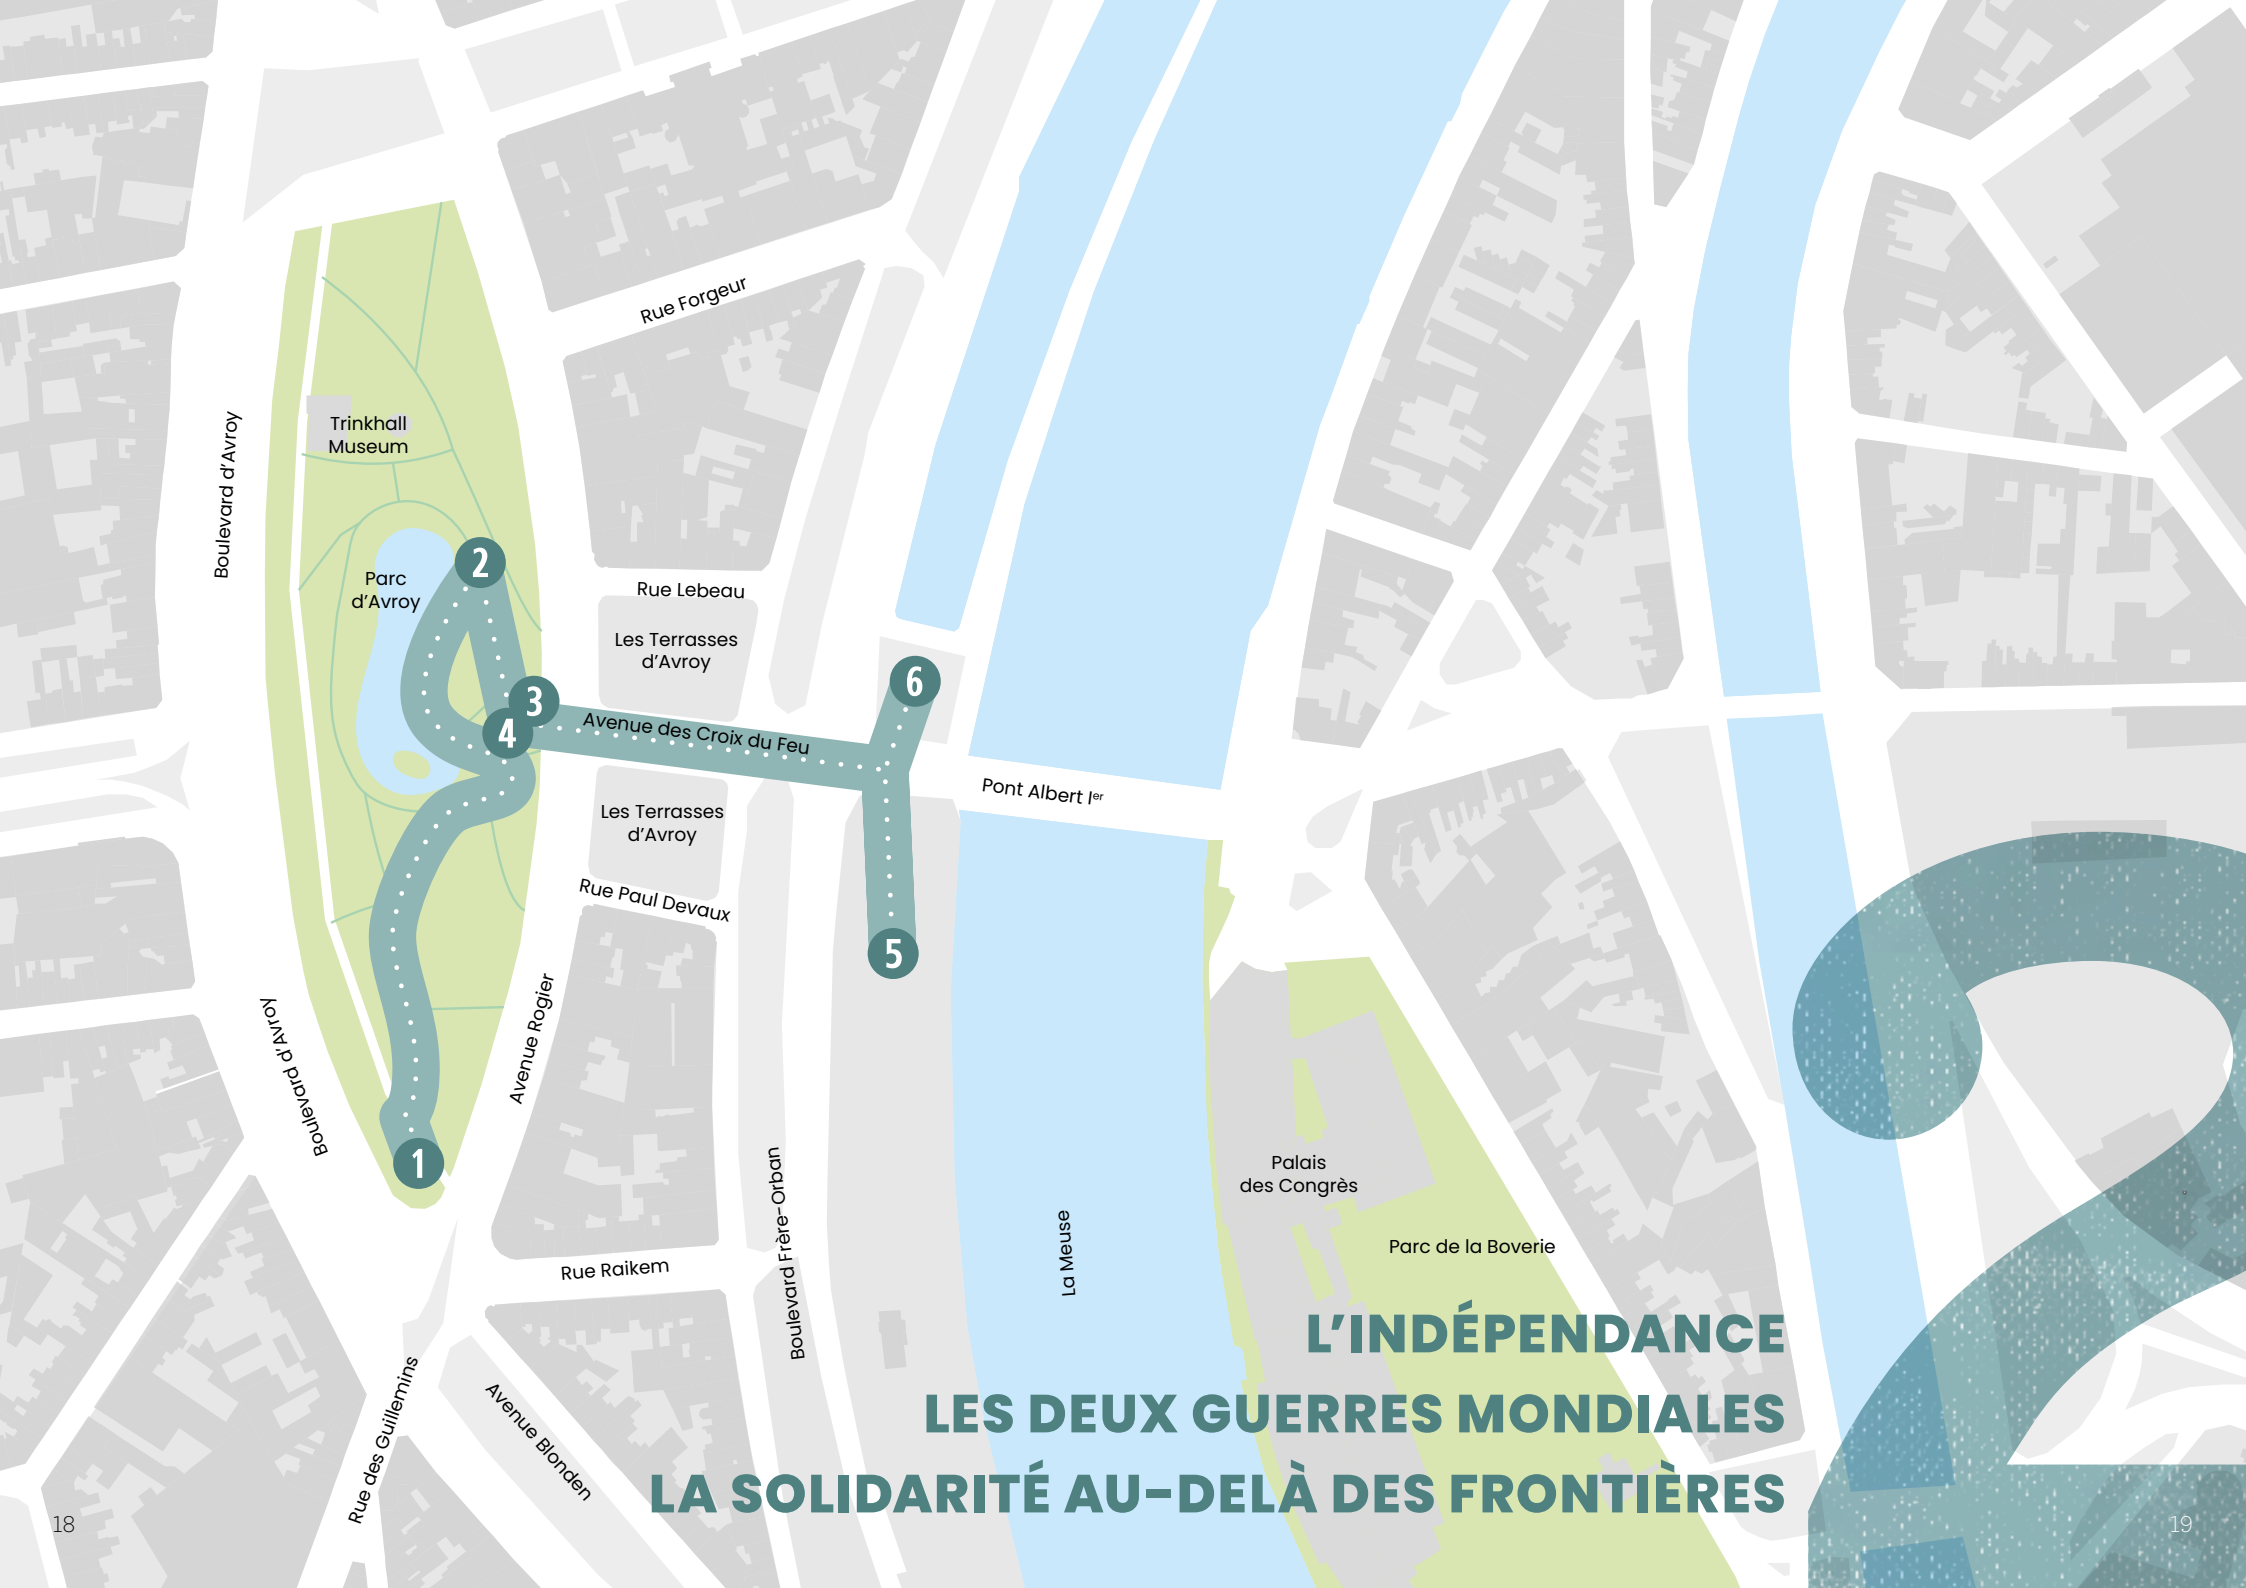 Rue Forgeur
Boulevard d'Avroy
Trinkhall
Museum
Parc
d'Avroy
2
Rue Lebeau
Les Terrasses
d'Avroy
3
4
Avenue des Croix du Feu
6
Pont Albert Ier
Les Terrasses
d'Avroy
Rue Paul Devaux
5
Avenue Rogier
Boulevard d'Avroy
1
Boulevard Frère-Orban
La Meuse
Palais
des Congrès
Parc de la Boverie
Rue Raikem
Rue des Guillemins
Avenue Blonden
2
L'INDÉPENDANCE
LES DEUX GUERRES MONDIALES
LA SOLIDARITÉ AU-DELÀ DES FRONTIÈRES
18
19